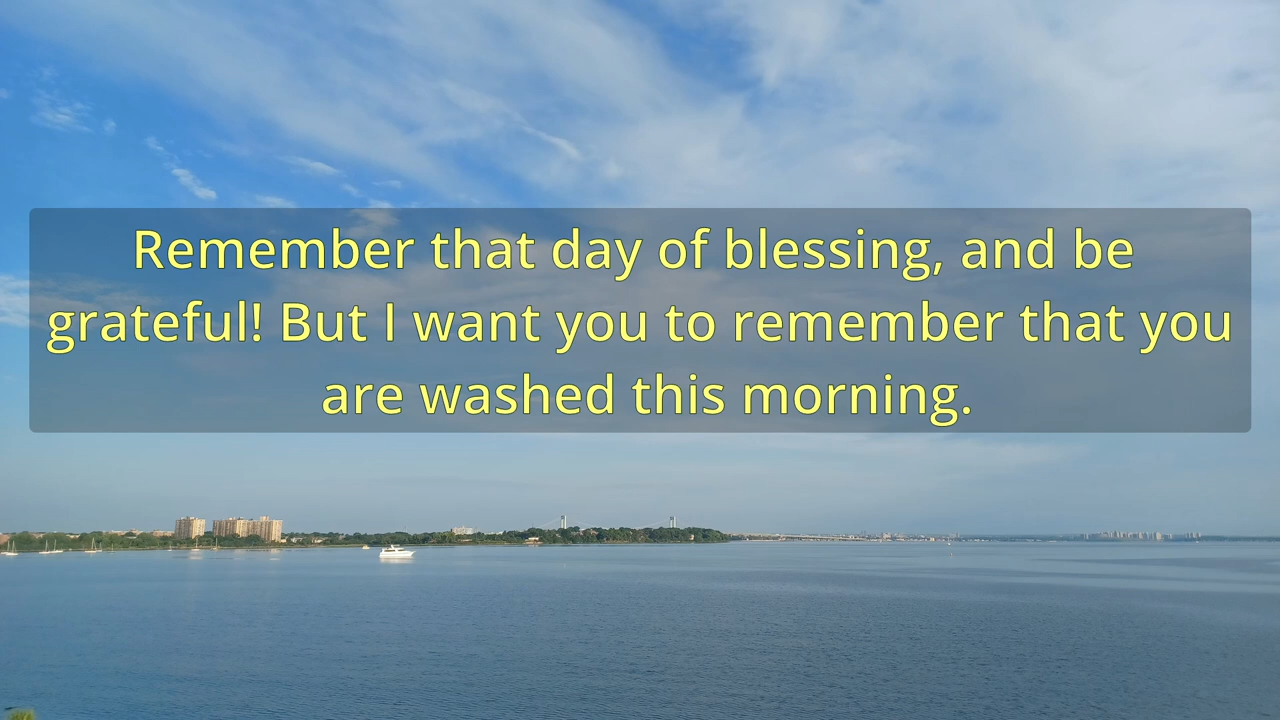 Remember that day of blessing, and be
grateful! But I want you to remember that you
are washed this morning.